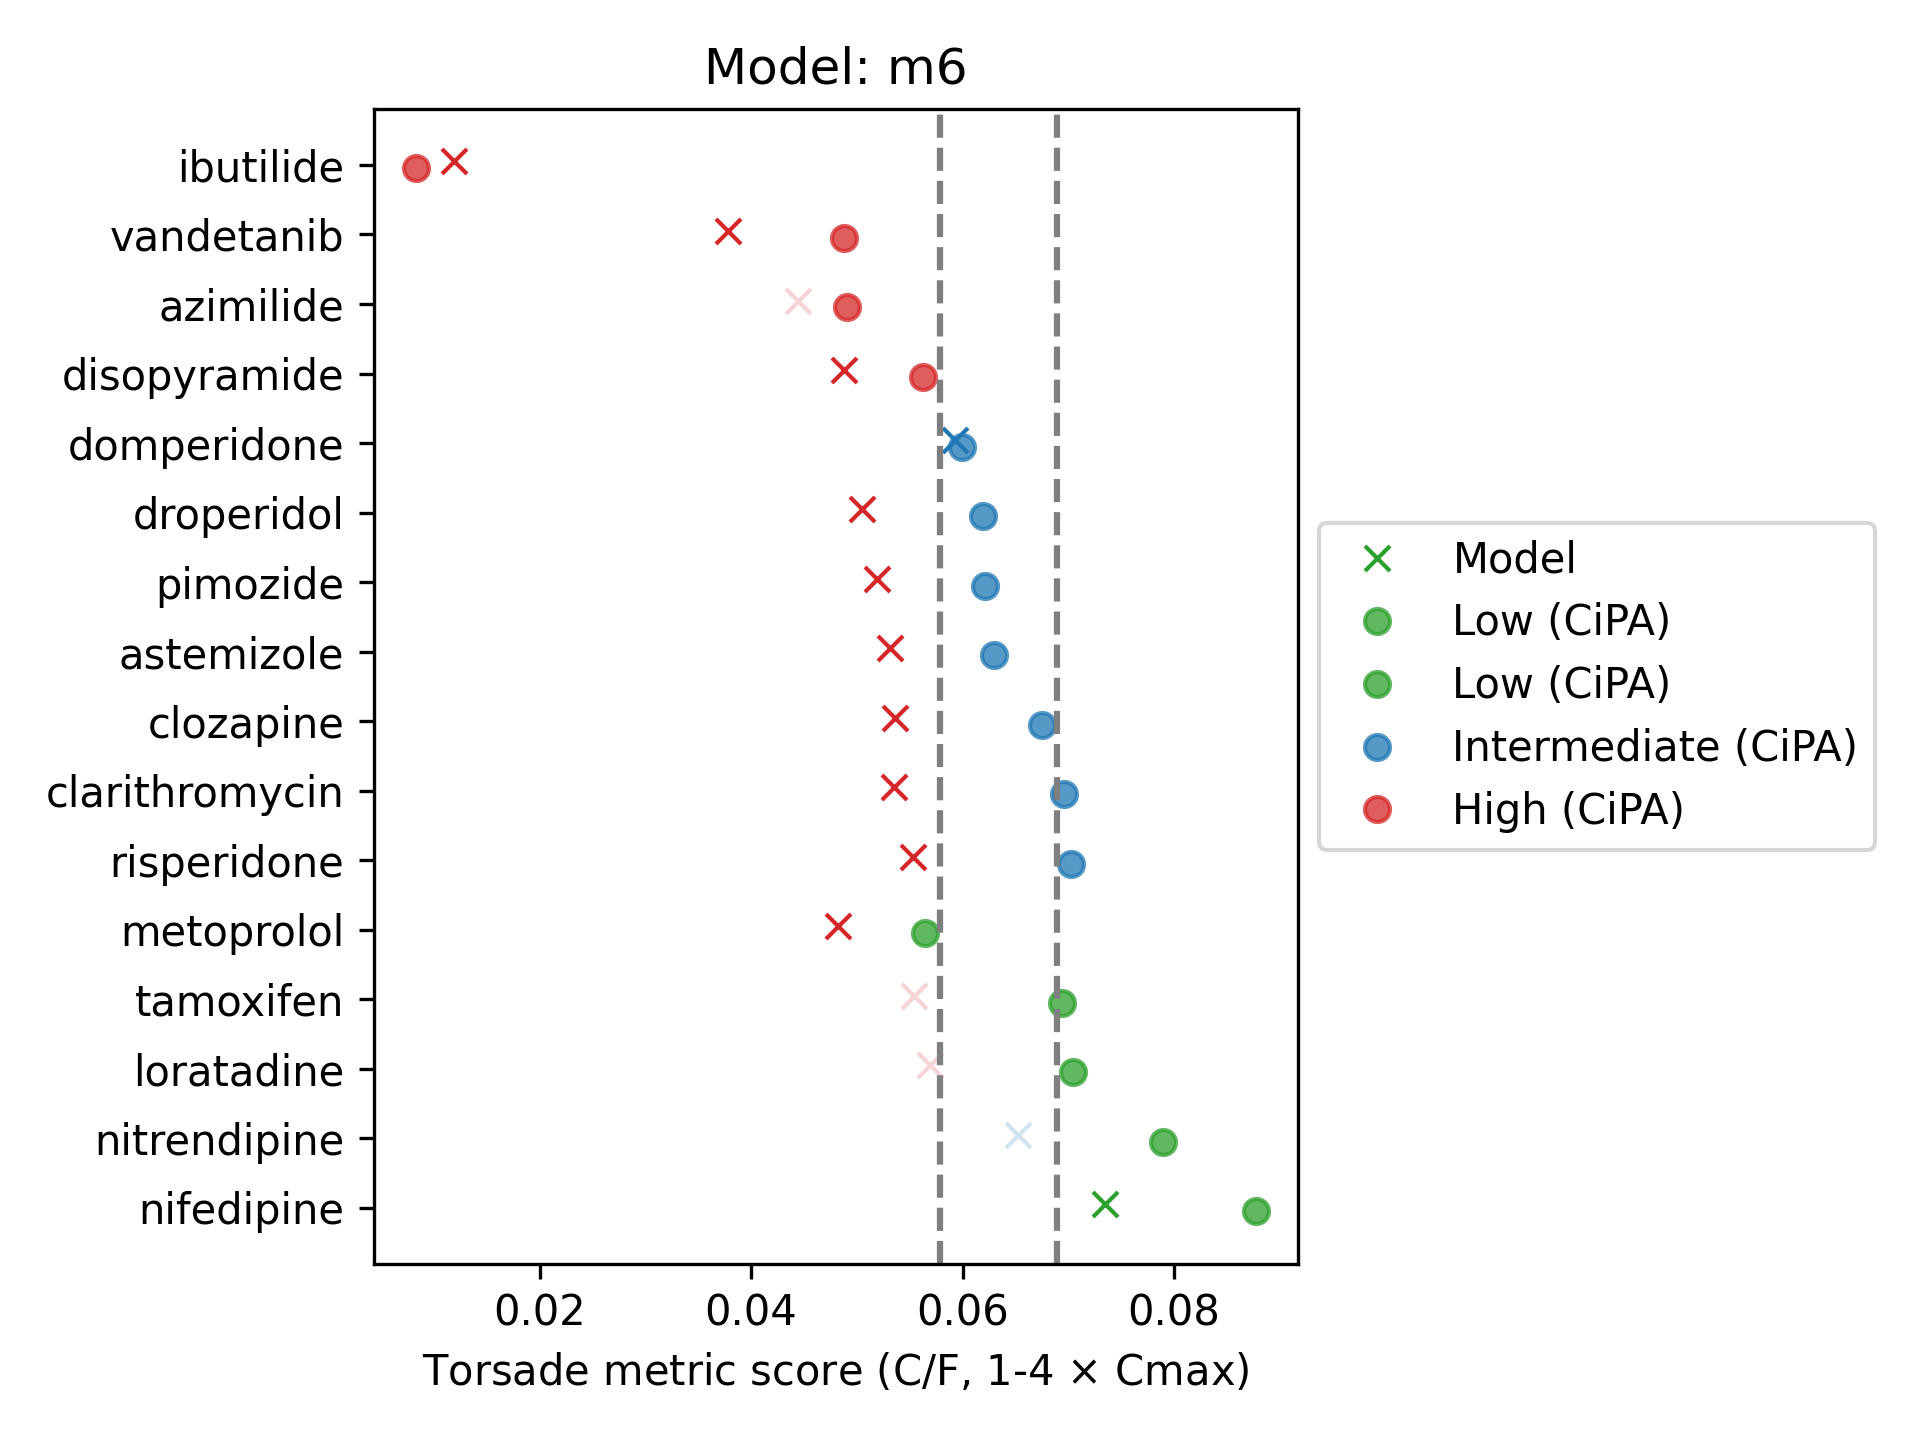 Model: m6
ibutilide
vandetanib
azimilide
disopyramide
domperidone
droperidol
pimozide
astemizole
clozapine
clarithromycin
risperidone
metoprolol
tamoxifen
loratadine
nitrendipine
nifedipine
0.02 0.04 0.06 0.08
Torsade metric score (C/F, 1-4 × Cmax)
Model
Low (CiPA)
Low (CiPA)
Intermediate (CiPA)
High (CiPA)